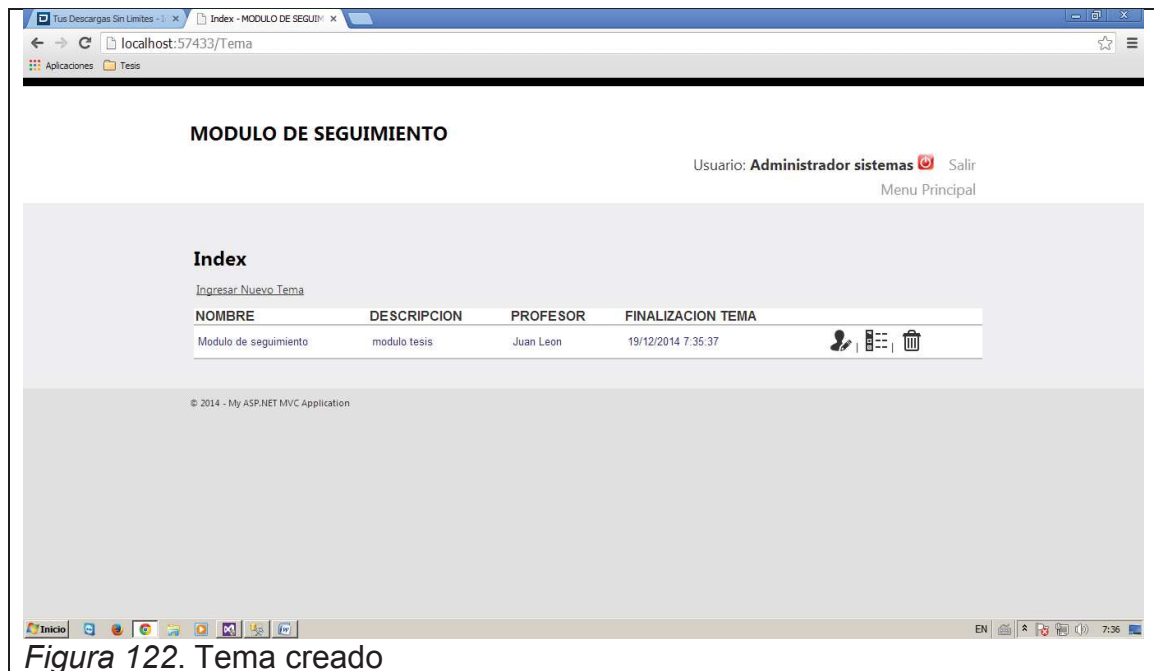 Tus Descargas Sin Limites - I
Index - MODULO DE SEGUIM
localhost:57433/Tema
Aplicaciones Tesis
MODULO DE SEGUIMIENTO
Usuario: Administrador sistemas Salir
Menu Principal
Index
Ingresar Nuevo Tema
NOMBRE DESCRIPCION PROFESOR FINALIZACION TEMA
Modulo de seguimiento modulo tesis Juan Leon 19/12/2014 7:35:37
© 2014 - My ASP.NET MVC Application
Inicio EN 7:36
Figura 122. Tema creado